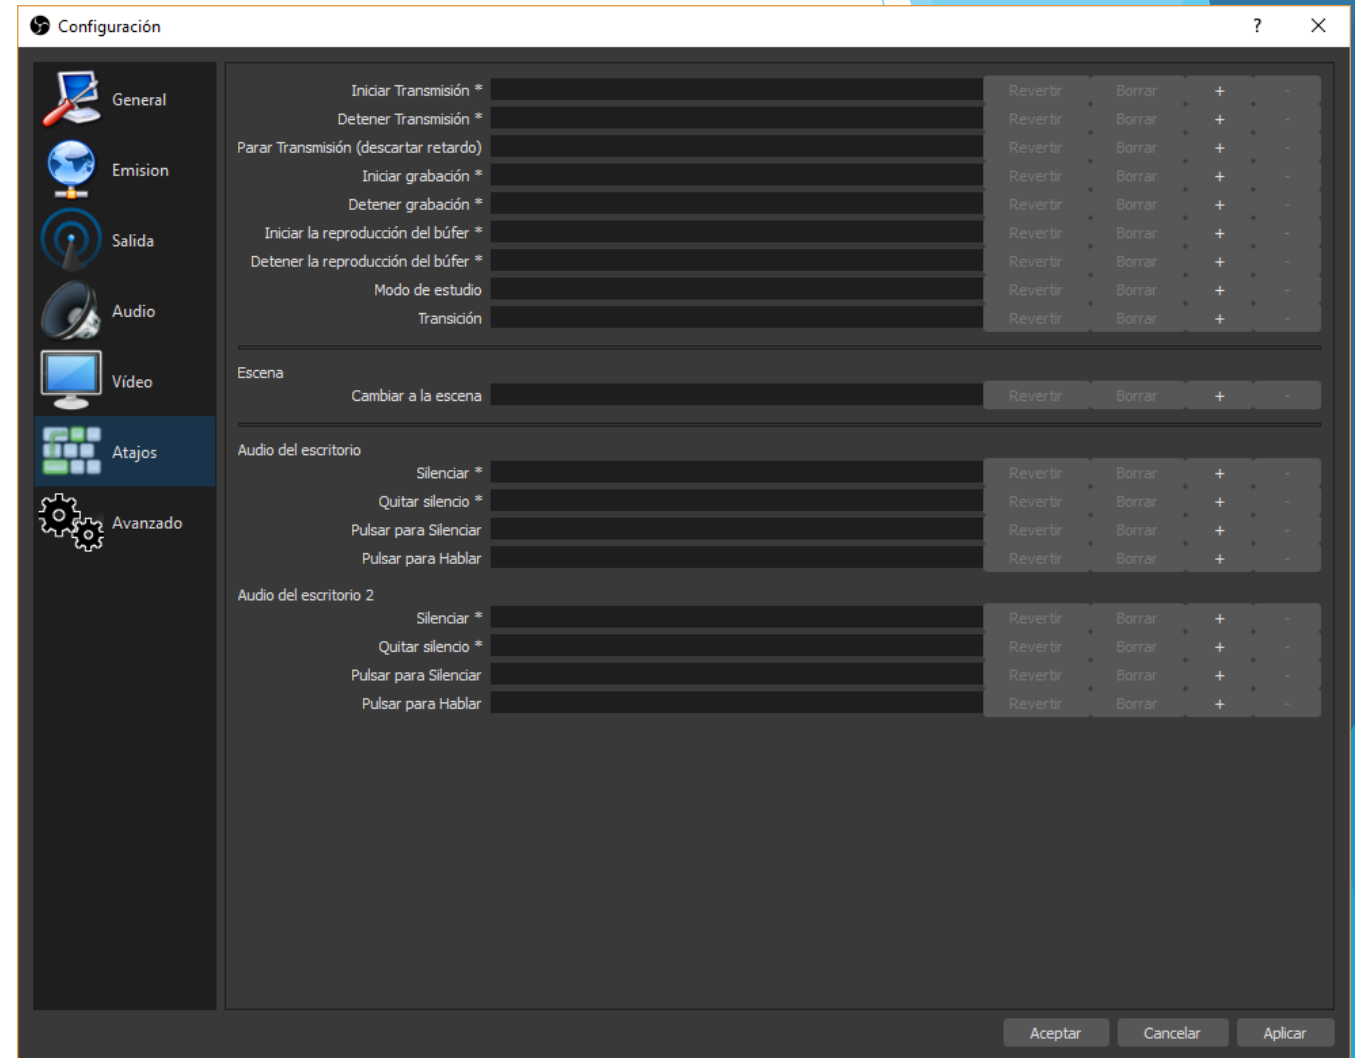 Configuración ? ×
General
Emision
Salida
Audio
Vídeo
Atajos
Avanzado
Iniciar Transmisión * Revertir Borrar + -
Detener Transmisión * Revertir Borrar + -
Parar Transmisión (descartar retardo) Revertir Borrar + -
Iniciar grabación * Revertir Borrar + -
Detener grabación * Revertir Borrar + -
Iniciar la reproducción del búfer * Revertir Borrar + -
Detener la reproducción del búfer * Revertir Borrar + -
Modo de estudio Revertir Borrar + -
Transición Revertir Borrar + -
Escena
Cambiar a la escena Revertir Borrar + -
Audio del escritorio
Silenciar * Revertir Borrar + -
Quitar silencio * Revertir Borrar + -
Pulsar para Silenciar Revertir Borrar + -
Pulsar para Hablar Revertir Borrar + -
Audio del escritorio 2
Silenciar * Revertir Borrar + -
Quitar silencio * Revertir Borrar + -
Pulsar para Silenciar Revertir Borrar + -
Pulsar para Hablar Revertir Borrar + -
Aceptar Cancelar Aplicar